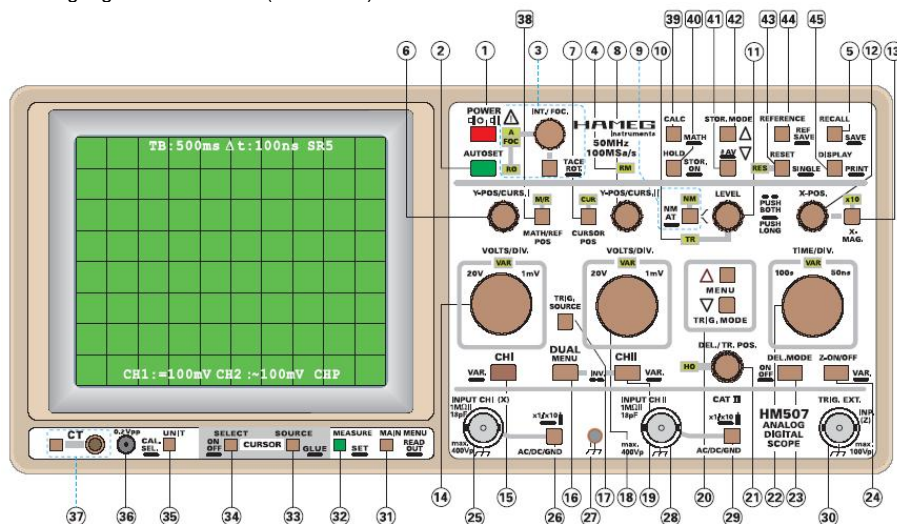 38 39 40 41 42 43 44 45
6 2 1 3 7 4 8 9 10 11 5 12 13
POWER
AUTOSET
A
FOC
RO
INT./ FOC.
TACE
ROT.
HAMEG
Instruments
50MHz
100MSa/s
RM
CALC
MATH
HOLD
STOR.
ON
STOR. MODE
REFERENCE
REF
SAVE
RECALL
SAVE
RES
RESET
SINGLE
DISPLAY
PRINT
TB:500ms Δt:100ns SR5
CH1:=100mV CH2:~100mV CHP
Y-POS/CURS.I
M/R
MATH/REF
POS
CUR
CURSOR
POS
Y-POS/CURS.II
NM
AT
NM
LEVEL
TR
PUSH
BOTH
PUSH
LONG
X-POS.
x10
X-
MAG.
VOLTS/DIV.
VAR
20V 1mV
TRIG.
SOURCE
VOLTS/DIV.
VAR
20V 1mV
MENU
TRIG. MODE
TIME/DIV.
VAR
100s 50ns
CHI
VAR.
DUAL
MENU
INV.
CHII
VAR.
HO
DEL./TR. POS.
ON
OFF
DEL.MODE
Z-ON/OFF
VAR.
INPUT CHI (X)
1MΩII
18pF
max.
400Vp
x1/x10
AC/DC/GND
INPUT CH II
1MΩII
18pF
max.
400Vp
CAT II
x1/x10
AC/DC/GND
HM507
ANALOG
DIGITAL
SCOPE
TRIG. EXT.
INP.
(Z)
max.
100Vp
CT
0.2Vpp
CAL.
SEL.
UNIT
SELECT
ON
OFF
CURSOR
SOURCE
GLUE
MEASURE
SET
MAIN MENU
READ
OUT
37 36 35 34 33 32 31
14 15 16 17 18 19 20 21 22 23 24
25 26 27 28 29 30